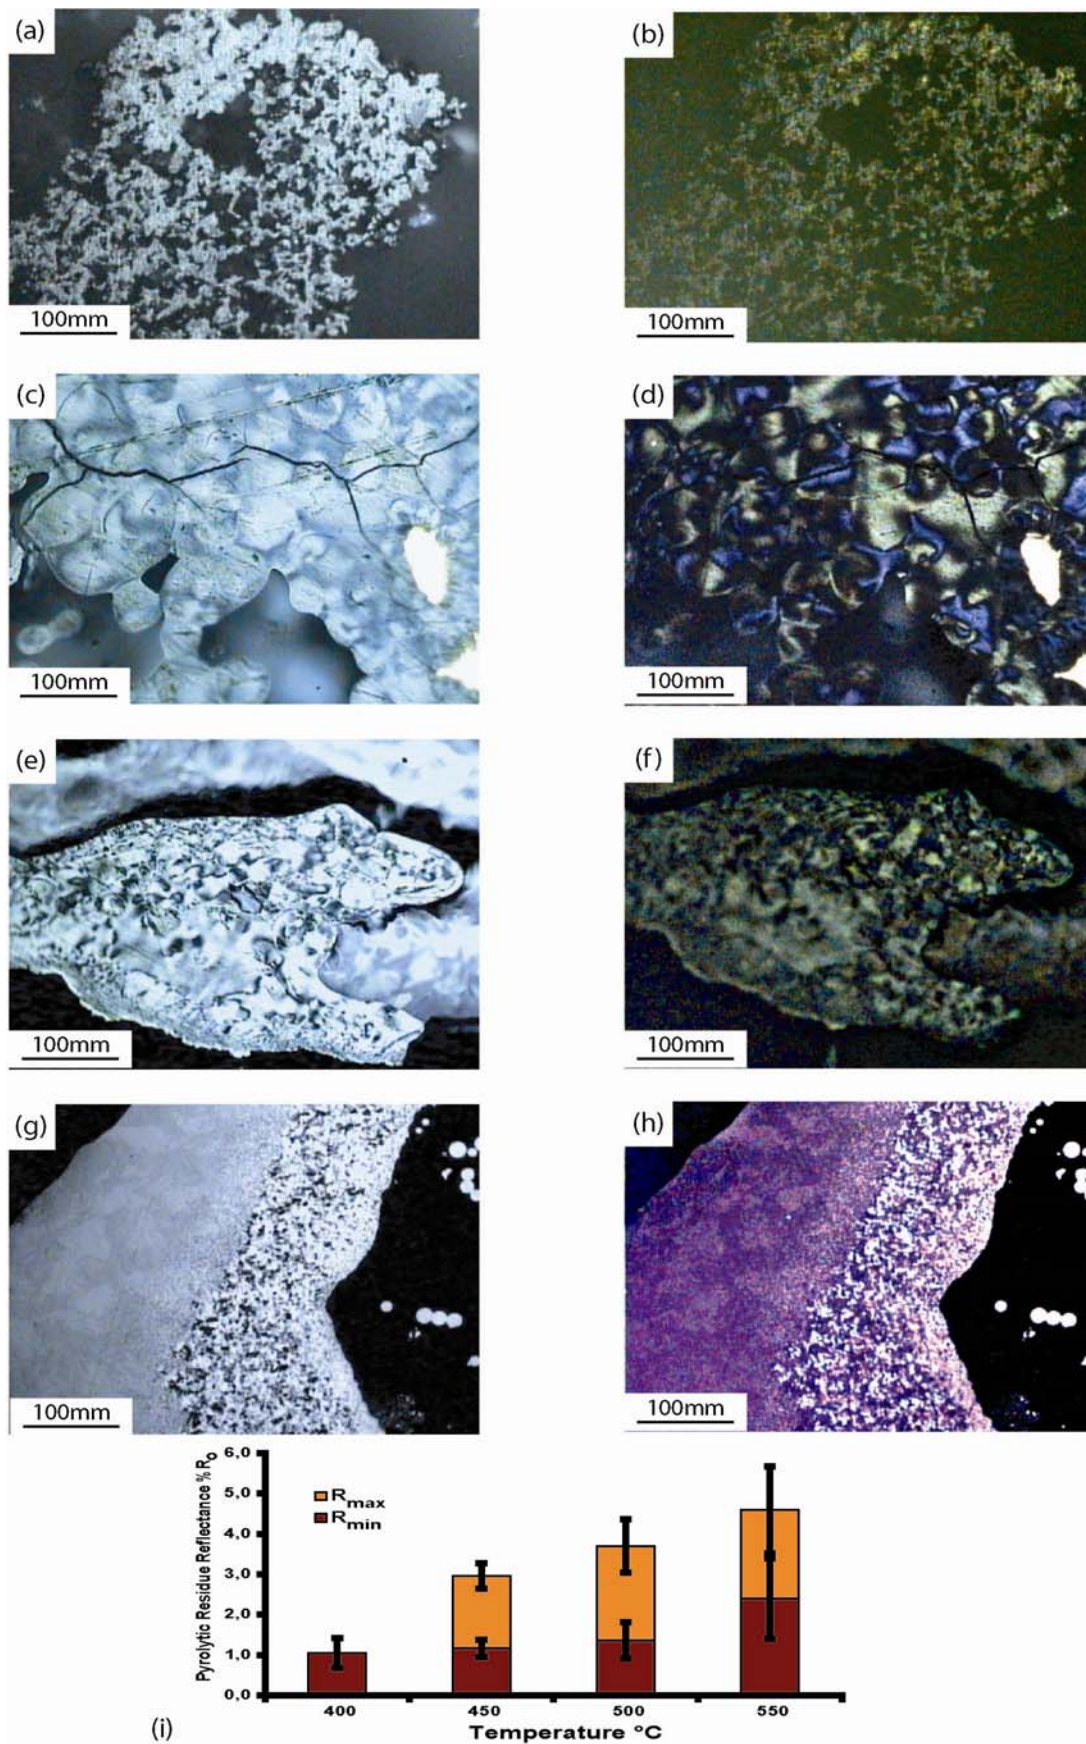 (a)
(b)
100mm
100mm
(c)
(d)
100mm
100mm
(e)
(f)
100mm
100mm
(g)
(h)
100mm
100mm
Pyrolytic Residue Reflectance % Ro
6,0
5,0
4,0
3,0
2,0
1,0
0,0
Rmax
Rmin
400
450
500
550
Temperature °C
(i)